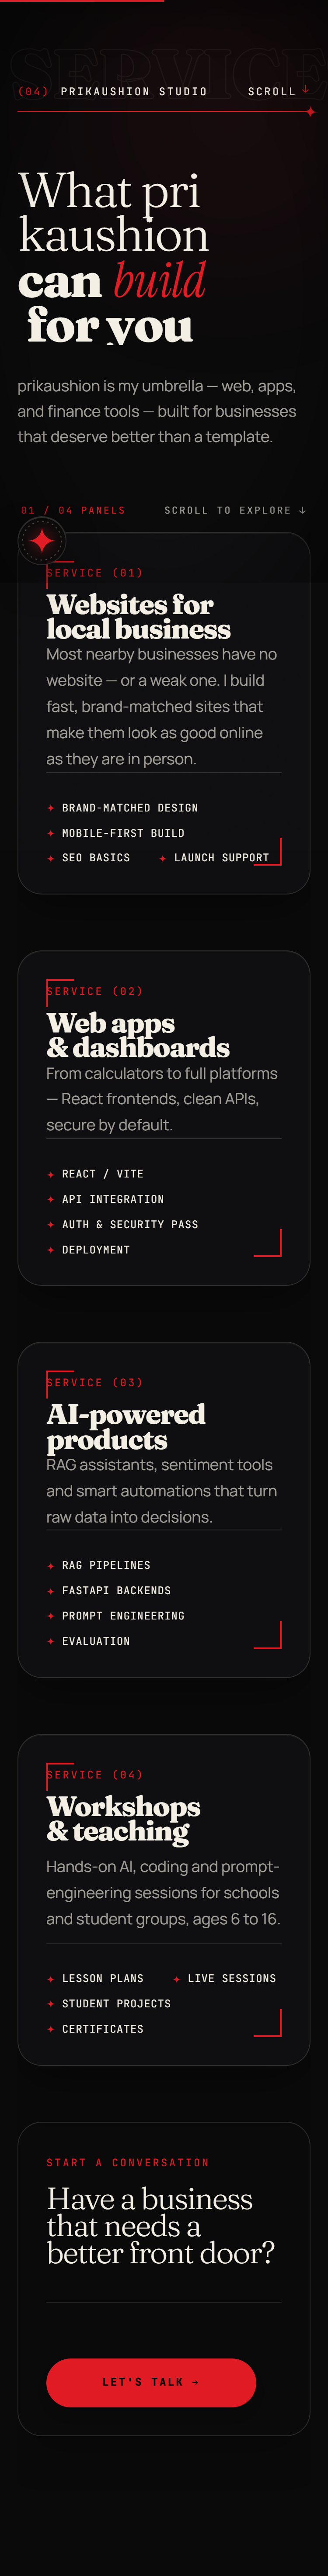 SERVICE
(04) PRIKAUSHION STUDIO SCROLL ↓
What pri
kaushion
can build
for you
prikaushion is my umbrella — web, apps,
and finance tools — built for businesses
that deserve better than a template.
01 / 04 PANELS SCROLL TO EXPLORE ↓
SERVICE (01)
Websites for
local business
Most nearby businesses have no
website — or a weak one. I build
fast, brand-matched sites that
make them look as good online
as they are in person.
BRAND-MATCHED DESIGN
MOBILE-FIRST BUILD
SEO BASICS LAUNCH SUPPORT
SERVICE (02)
Web apps
& dashboards
From calculators to full platforms
— React frontends, clean APIs,
secure by default.
REACT / VITE
API INTEGRATION
AUTH & SECURITY PASS
DEPLOYMENT
SERVICE (03)
AI-powered
products
RAG assistants, sentiment tools
and smart automations that turn
raw data into decisions.
RAG PIPELINES
FASTAPI BACKENDS
PROMPT ENGINEERING
EVALUATION
SERVICE (04)
Workshops
& teaching
Hands-on AI, coding and prompt-
engineering sessions for schools
and student groups, ages 6 to 16.
LESSON PLANS LIVE SESSIONS
STUDENT PROJECTS
CERTIFICATES
START A CONVERSATION
Have a business
that needs a
better front door?
LET'S TALK →